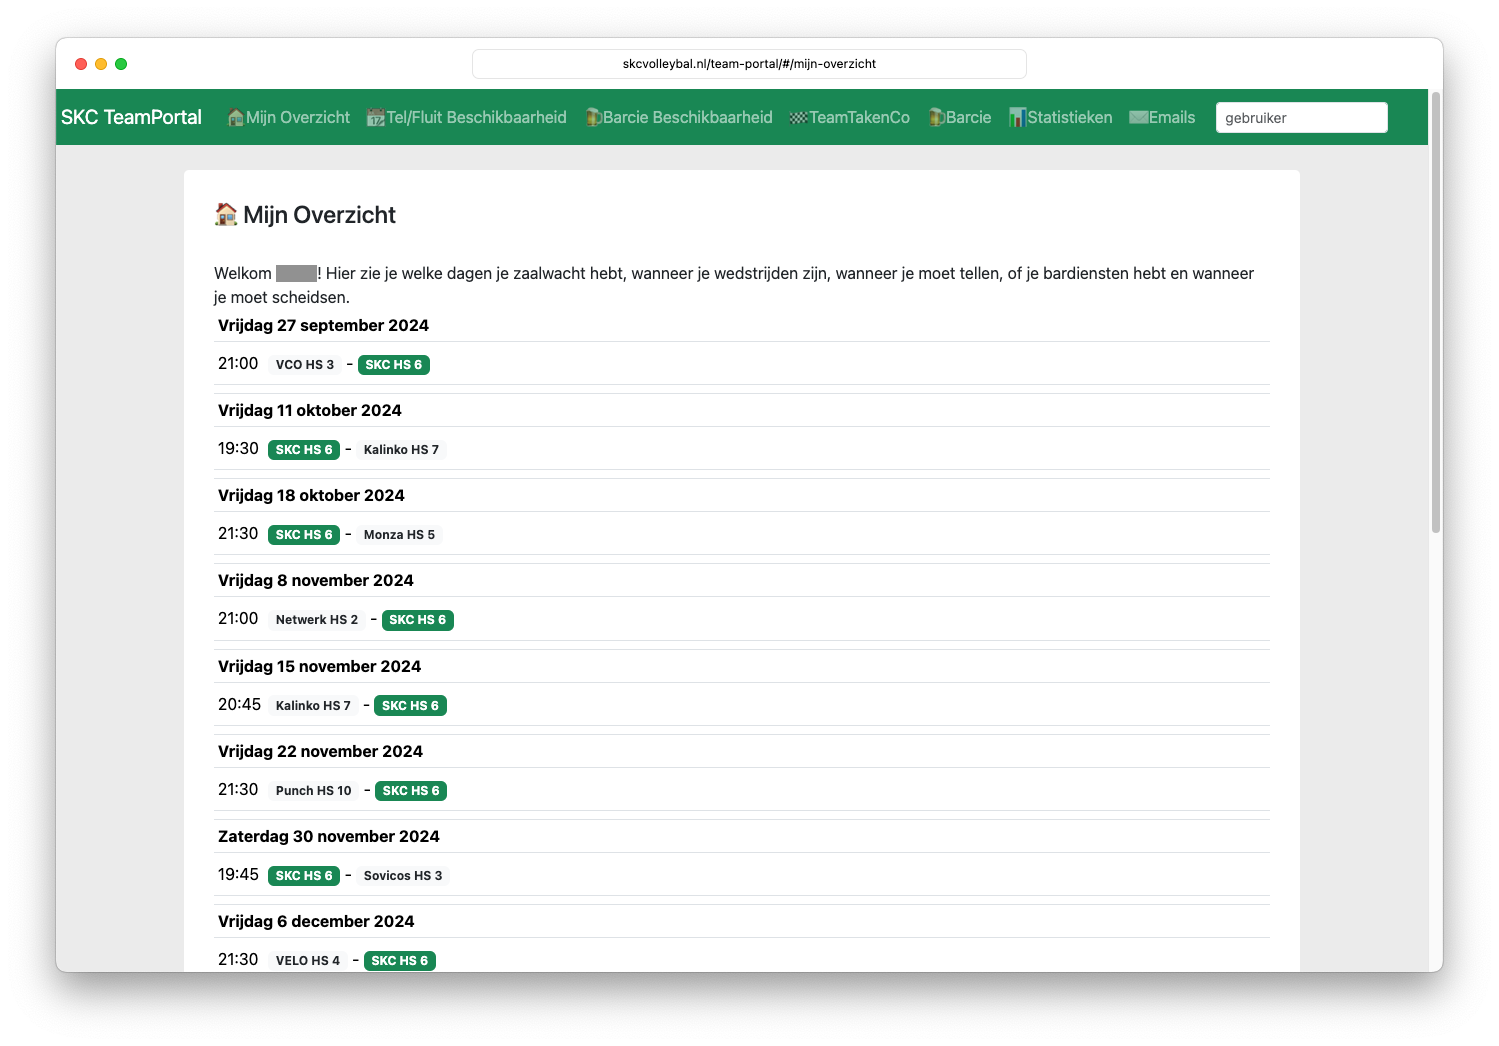 skcvolleybal.nl/team-portal/#/mijn-overzicht
SKC TeamPortal Mijn Overzicht Tel/Fluit Beschikbaarheid Barcie Beschikbaarheid TeamTakenCo Barcie Statistieken Emails gebruiker
Mijn Overzicht
Welkom ! Hier zie je welke dagen je zaalwacht hebt, wanneer je wedstrijden zijn, wanneer je moet tellen, of je bardiensten hebt en wanneer
je moet scheidsen.
Vrijdag 27 september 2024
21:00 VCO HS 3 - SKC HS 6
Vrijdag 11 oktober 2024
19:30 SKC HS 6 - Kalinko HS 7
Vrijdag 18 oktober 2024
21:30 SKC HS 6 - Monza HS 5
Vrijdag 8 november 2024
21:00 Netwerk HS 2 - SKC HS 6
Vrijdag 15 november 2024
20:45 Kalinko HS 7 - SKC HS 6
Vrijdag 22 november 2024
21:30 Punch HS 10 - SKC HS 6
Zaterdag 30 november 2024
19:45 SKC HS 6 - Sovicos HS 3
Vrijdag 6 december 2024
21:30 VELO HS 4 - SKC HS 6